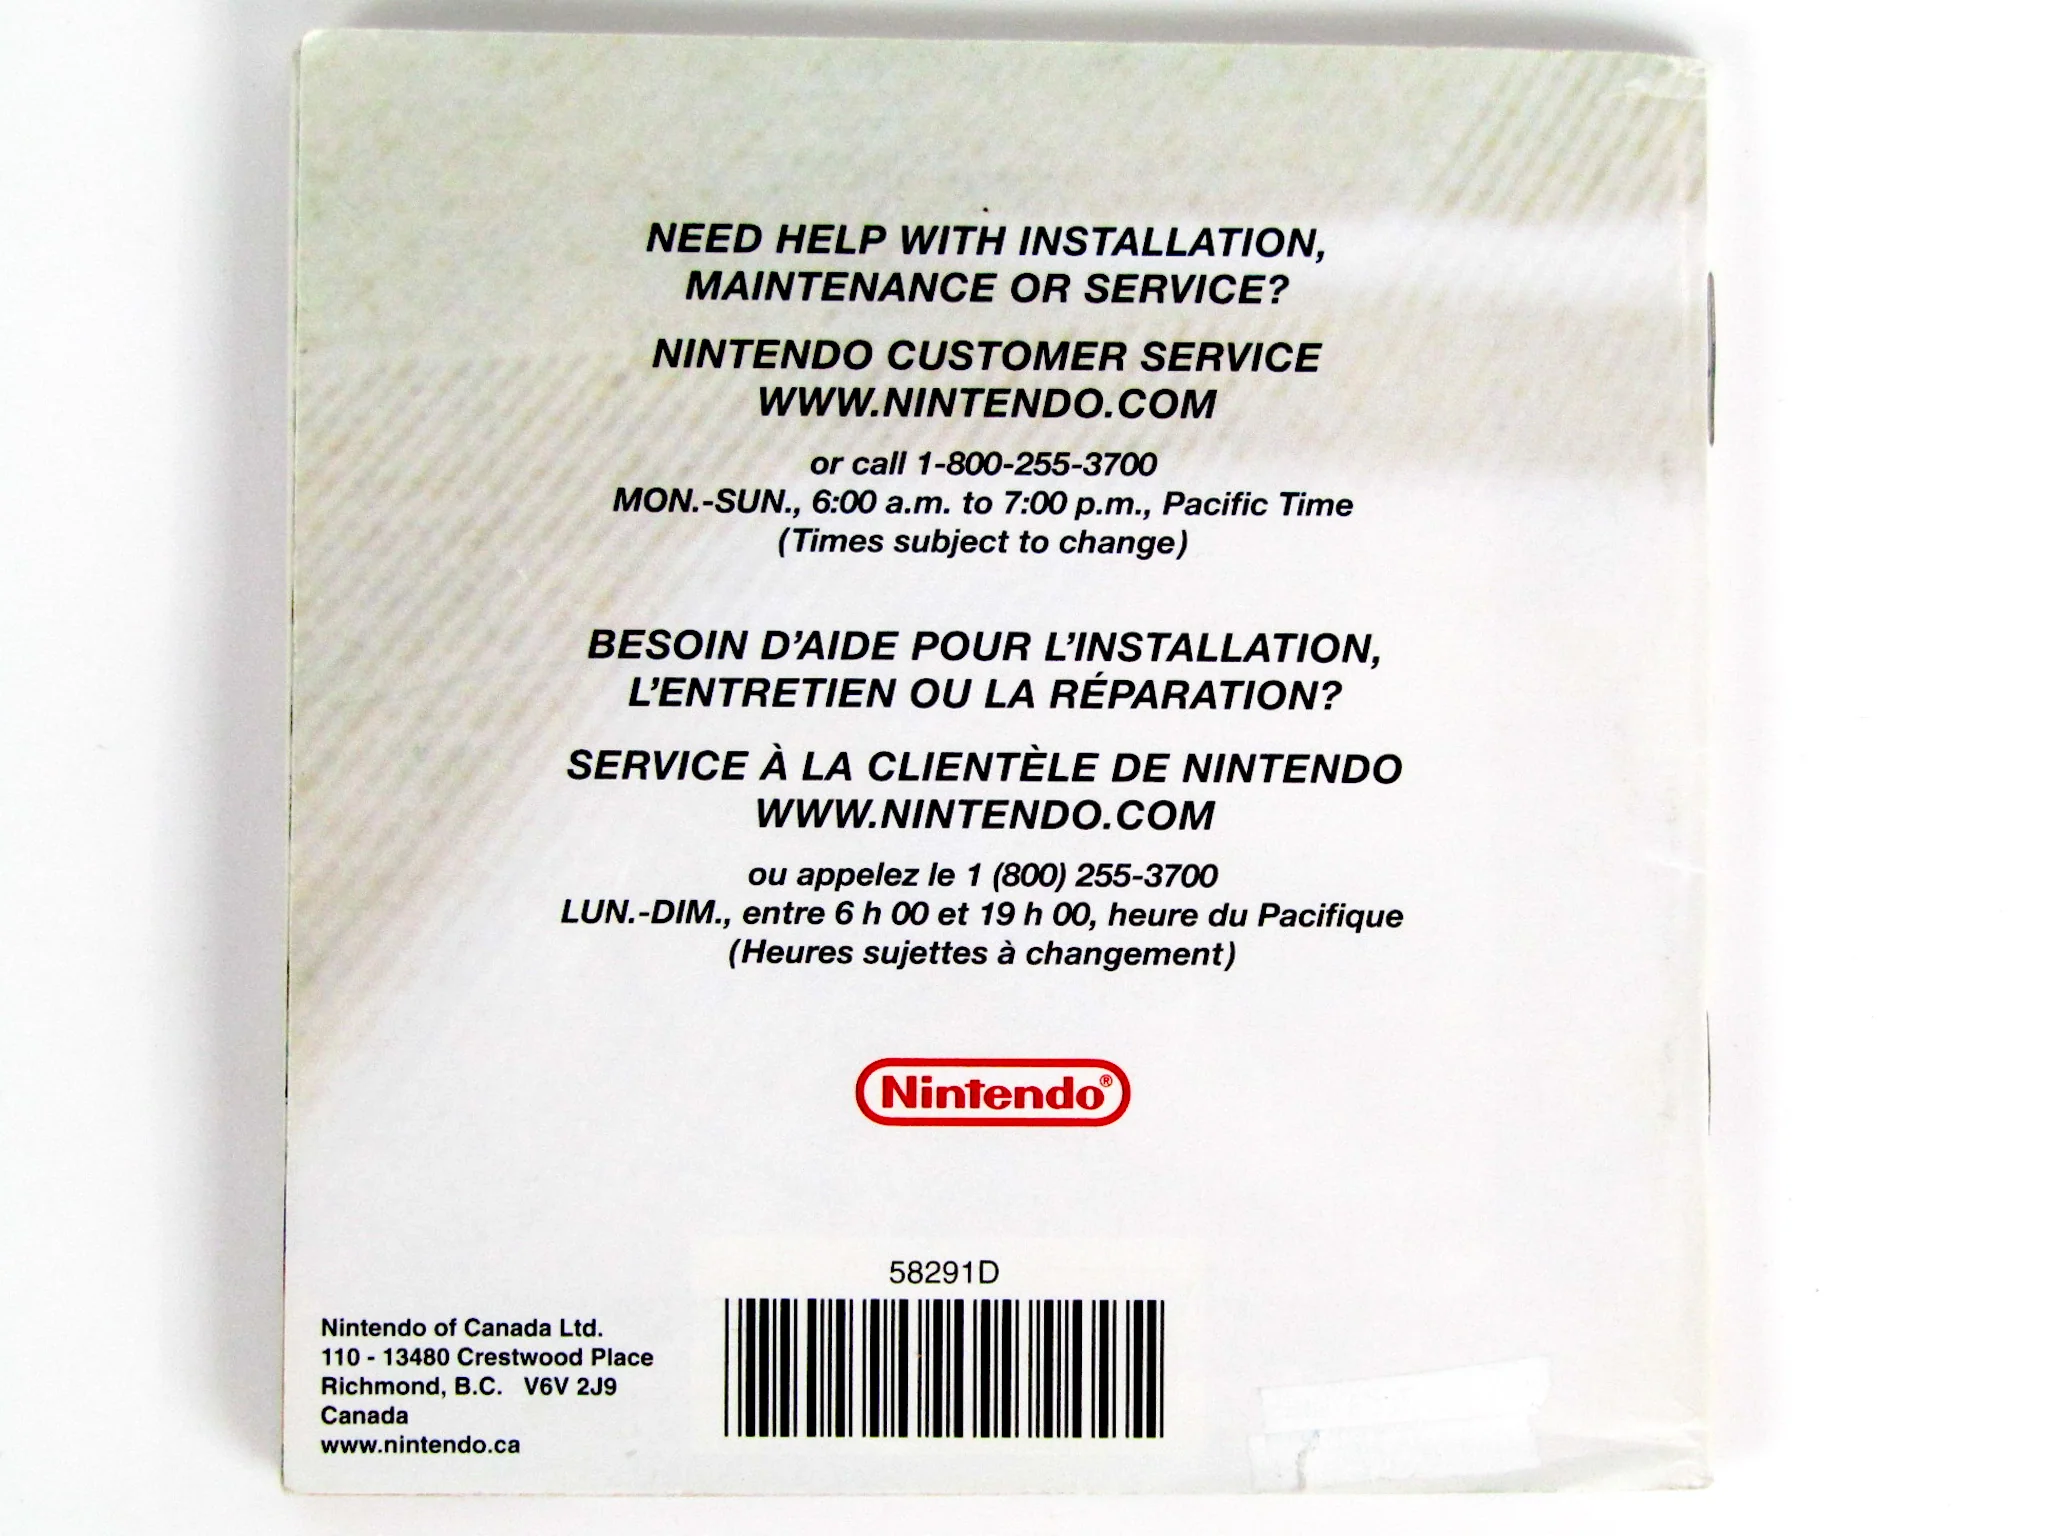 NEED HELP WITH INSTALLATION,
MAINTENANCE OR SERVICE?
NINTENDO CUSTOMER SERVICE
WWW.NINTENDO.COM
or call 1-800-255-3700
MON.-SUN., 6:00 a.m. to 7:00 p.m., Pacific Time
(Times subject to change)
BESOIN D’AIDE POUR L’INSTALLATION,
L’ENTRETIEN OU LA RÉPARATION?
SERVICE À LA CLIENTÈLE DE NINTENDO
WWW.NINTENDO.COM
ou appelez le 1 (800) 255-3700
LUN.-DIM., entre 6 h 00 et 19 h 00, heure du Pacifique
(Heures sujettes à changement)
Nintendo®
58291D
Nintendo of Canada Ltd.
110 - 13480 Crestwood Place
Richmond, B.C. V6V 2J9
Canada
www.nintendo.ca